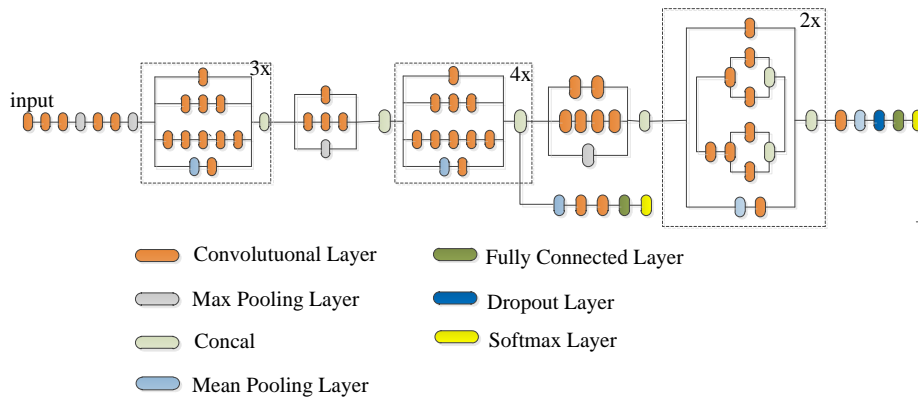 3x
4x
2x
input
Convolutuonal Layer
Max Pooling Layer
Concal
Mean Pooling Layer
Fully Connected Layer
Dropout Layer
Softmax Layer